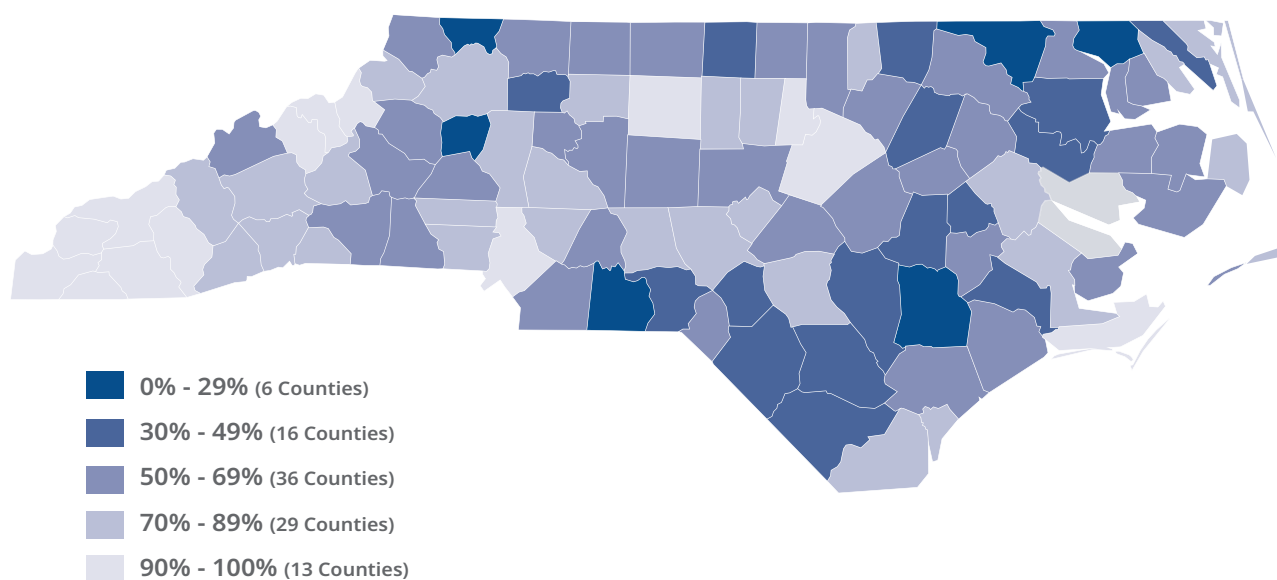 0% - 29% (6 Counties)
30% - 49% (16 Counties)
50% - 69% (36 Counties)
70% - 89% (29 Counties)
90% - 100% (13 Counties)